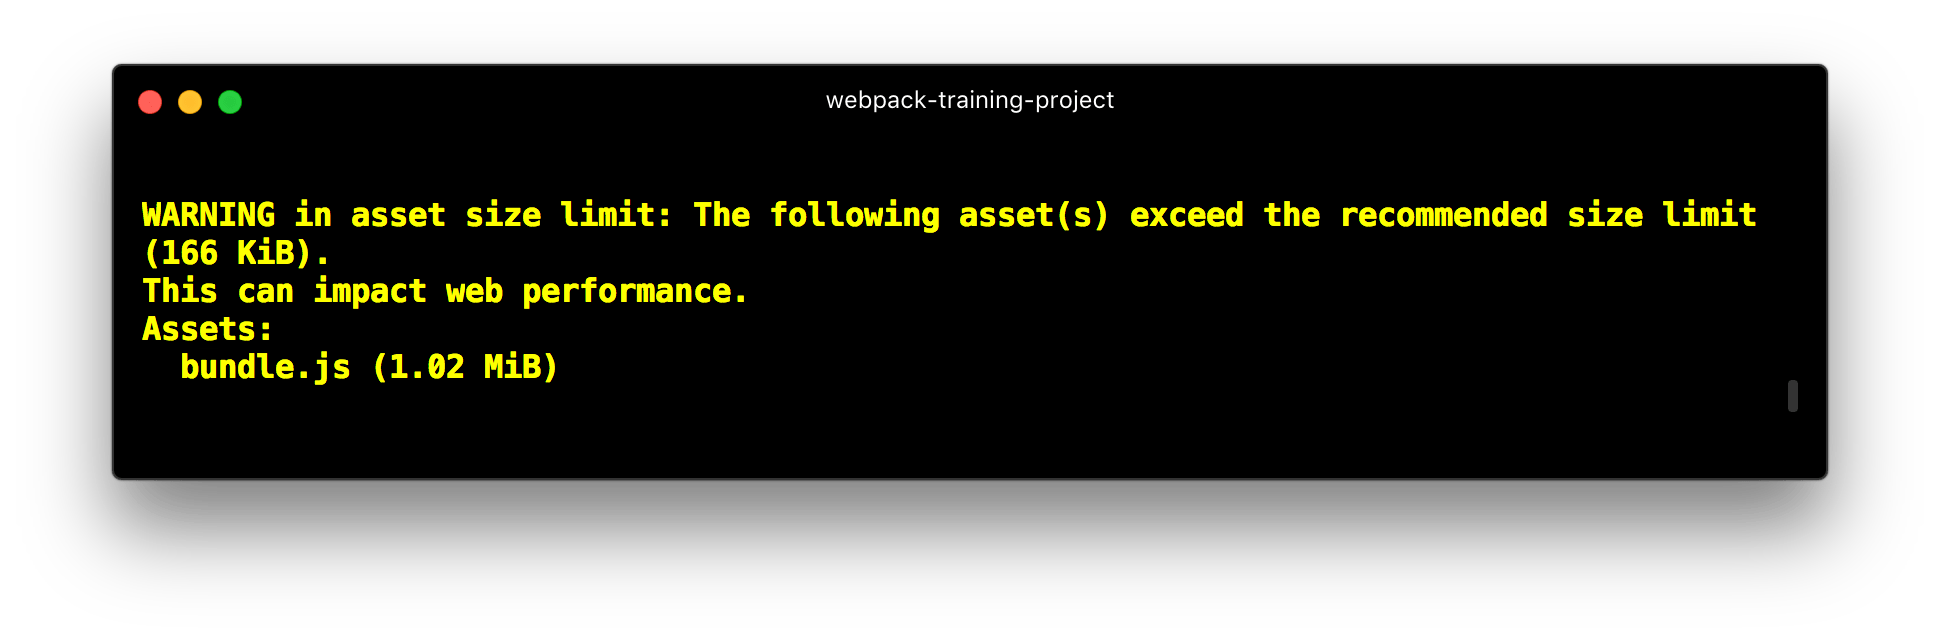 webpack-training-project
WARNING in asset size limit: The following asset(s) exceed the recommended size limit
(166 KiB).
This can impact web performance.
Assets:
  bundle.js (1.02 MiB)